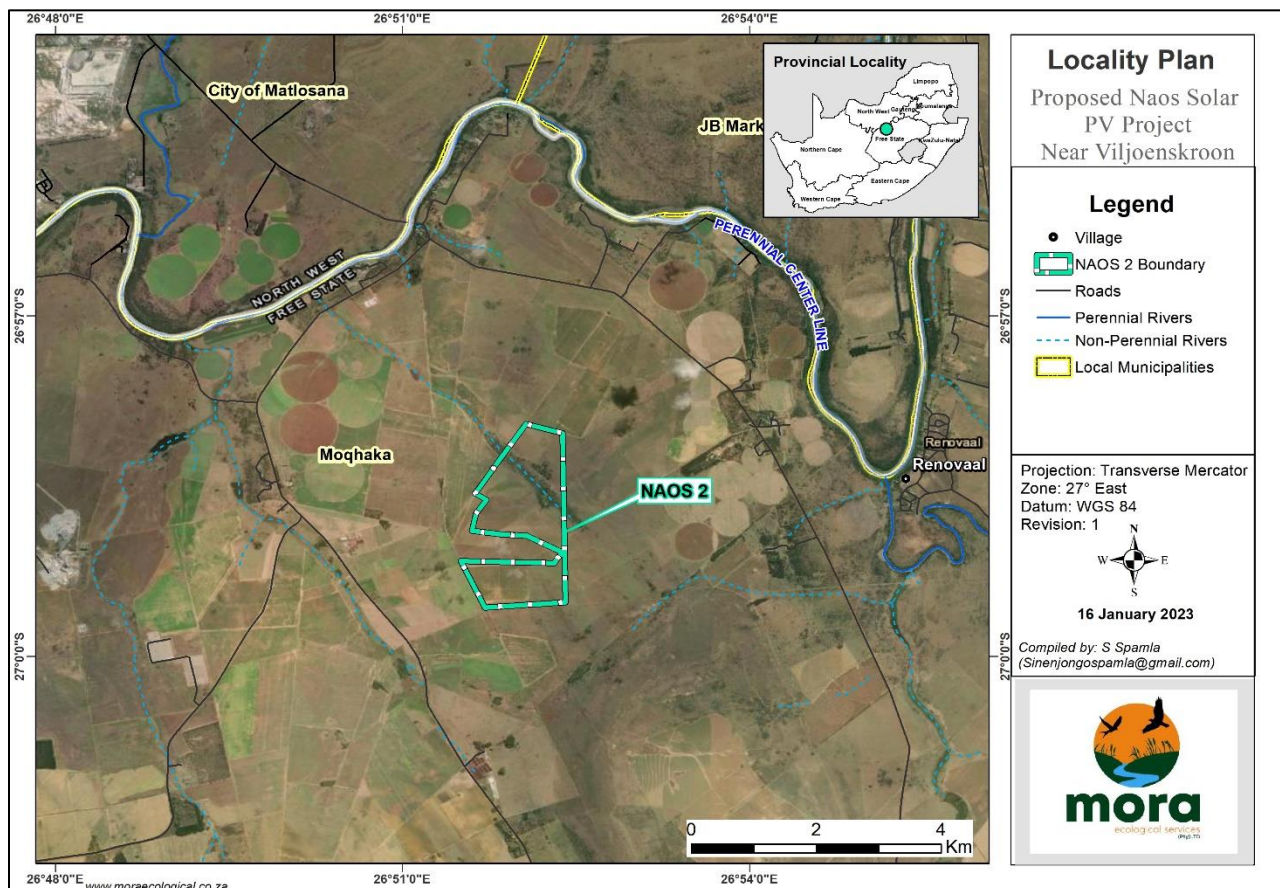 26°48'0"E
26°51'0"E
26°54'0"E
City of Matlosana
JB Mark
Provincial Locality
Limpopo
North West
Gauteng
Mpumalanga
Free State
KwaZulu-Natal
Northern Cape
Eastern Cape
Western Cape
NORTH WEST
FREE STATE
PERENNIAL CENTER LINE
26°57'0"S
26°57'0"S
Moqhaka
NAOS 2
Renovaal
Renovaal
27°0'0"S
27°0'0"S
0 2 4
Km
26°48'0"E
26°51'0"E
26°54'0"E
www.moraecological.co.za
Locality Plan
Proposed Naos Solar
PV Project
Near Viljoenskroon
Legend
Village
NAOS 2 Boundary
Roads
Perennial Rivers
Non-Perennial Rivers
Local Municipalities
Projection: Transverse Mercator
Zone: 27° East
Datum: WGS 84
Revision: 1
N
W E
S
16 January 2023
Compiled by: S Spamla
(Sinenjongospamla@gmail.com)
mora
ecological services
(Pty) LTD